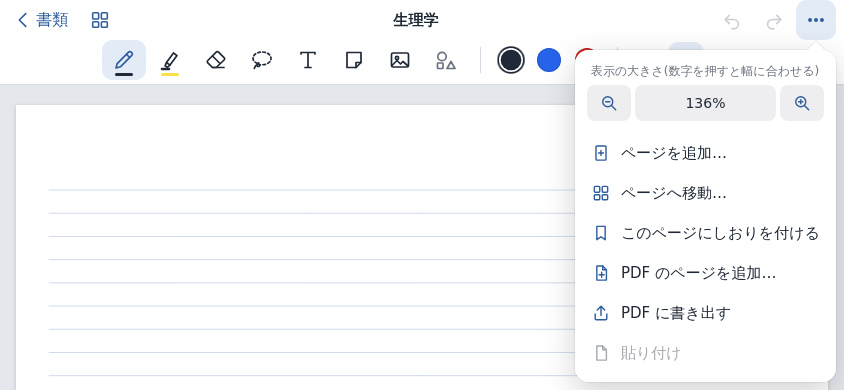 書類
生理学
表示の大きさ(数字を押すと幅に合わせる)
136%
ページを追加...
ページへ移動...
このページにしおりを付ける
PDF のページを追加...
PDF に書き出す
貼り付け